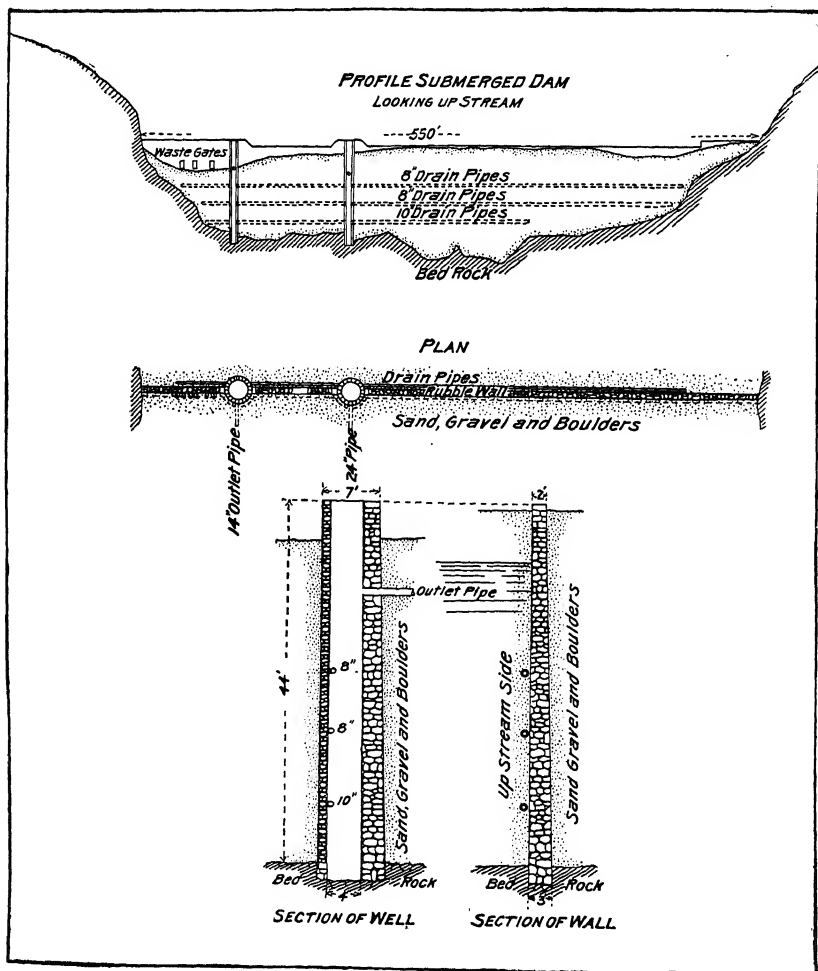 PROFILE SUBMERGED DAM
LOOKING UP STREAM
550'
Waste Gates
8" Drain Pipes
8" Drain Pipes
10" Drain Pipes
Bed Rock
PLAN
Drain Pipes
Rubble Wall
Sand, Gravel and Boulders
14" Outlet Pipe
24" Pipe
7'
2'
Outlet Pipe
44'
8"
8"
10"
Sand, Gravel and Boulders
Up Stream Side
Sand Gravel and Boulders
Bed Rock
4'
SECTION OF WELL
Bed Rock
3'
SECTION OF WALL